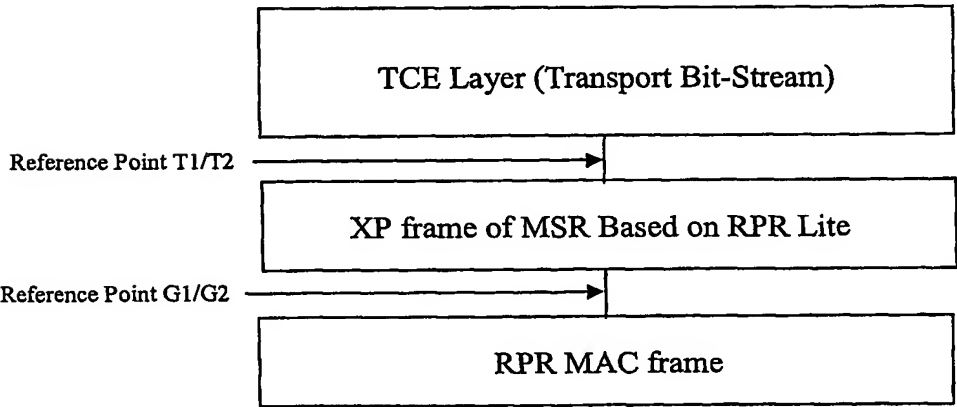 TCE Layer (Transport Bit-Stream)
Reference Point T1/T2
XP frame of MSR Based on RPR Lite
Reference Point G1/G2
RPR MAC frame